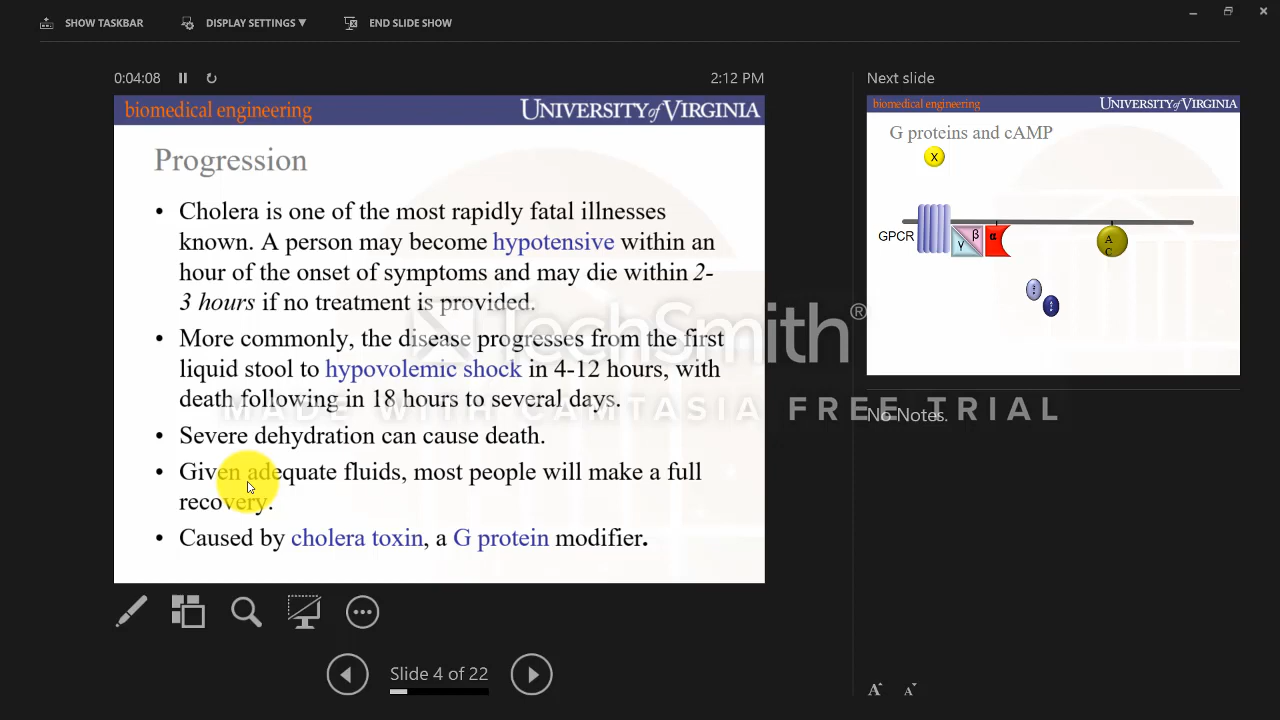 SHOW TASKBAR
DISPLAY SETTINGS ▼
END SLIDE SHOW
0:04:08
2:12 PM
biomedical engineering
UNIVERSITY of VIRGINIA
Progression
• Cholera is one of the most rapidly fatal illnesses
known. A person may become hypotensive within an
hour of the onset of symptoms and may die within 2-
3 hours if no treatment is provided.
• More commonly, the disease progresses from the first
liquid stool to hypovolemic shock in 4-12 hours, with
death following in 18 hours to several days.
• Severe dehydration can cause death.
• Given adequate fluids, most people will make a full
recovery.
• Caused by cholera toxin, a G protein modifier.
Slide 4 of 22
Next slide
biomedical engineering
UNIVERSITY of VIRGINIA
G proteins and cAMP
X
GPCR
γ
β
α
A
C
No Notes.
A
A
TechSmith®
MADE WITH CAMTASIA FREE TRIAL